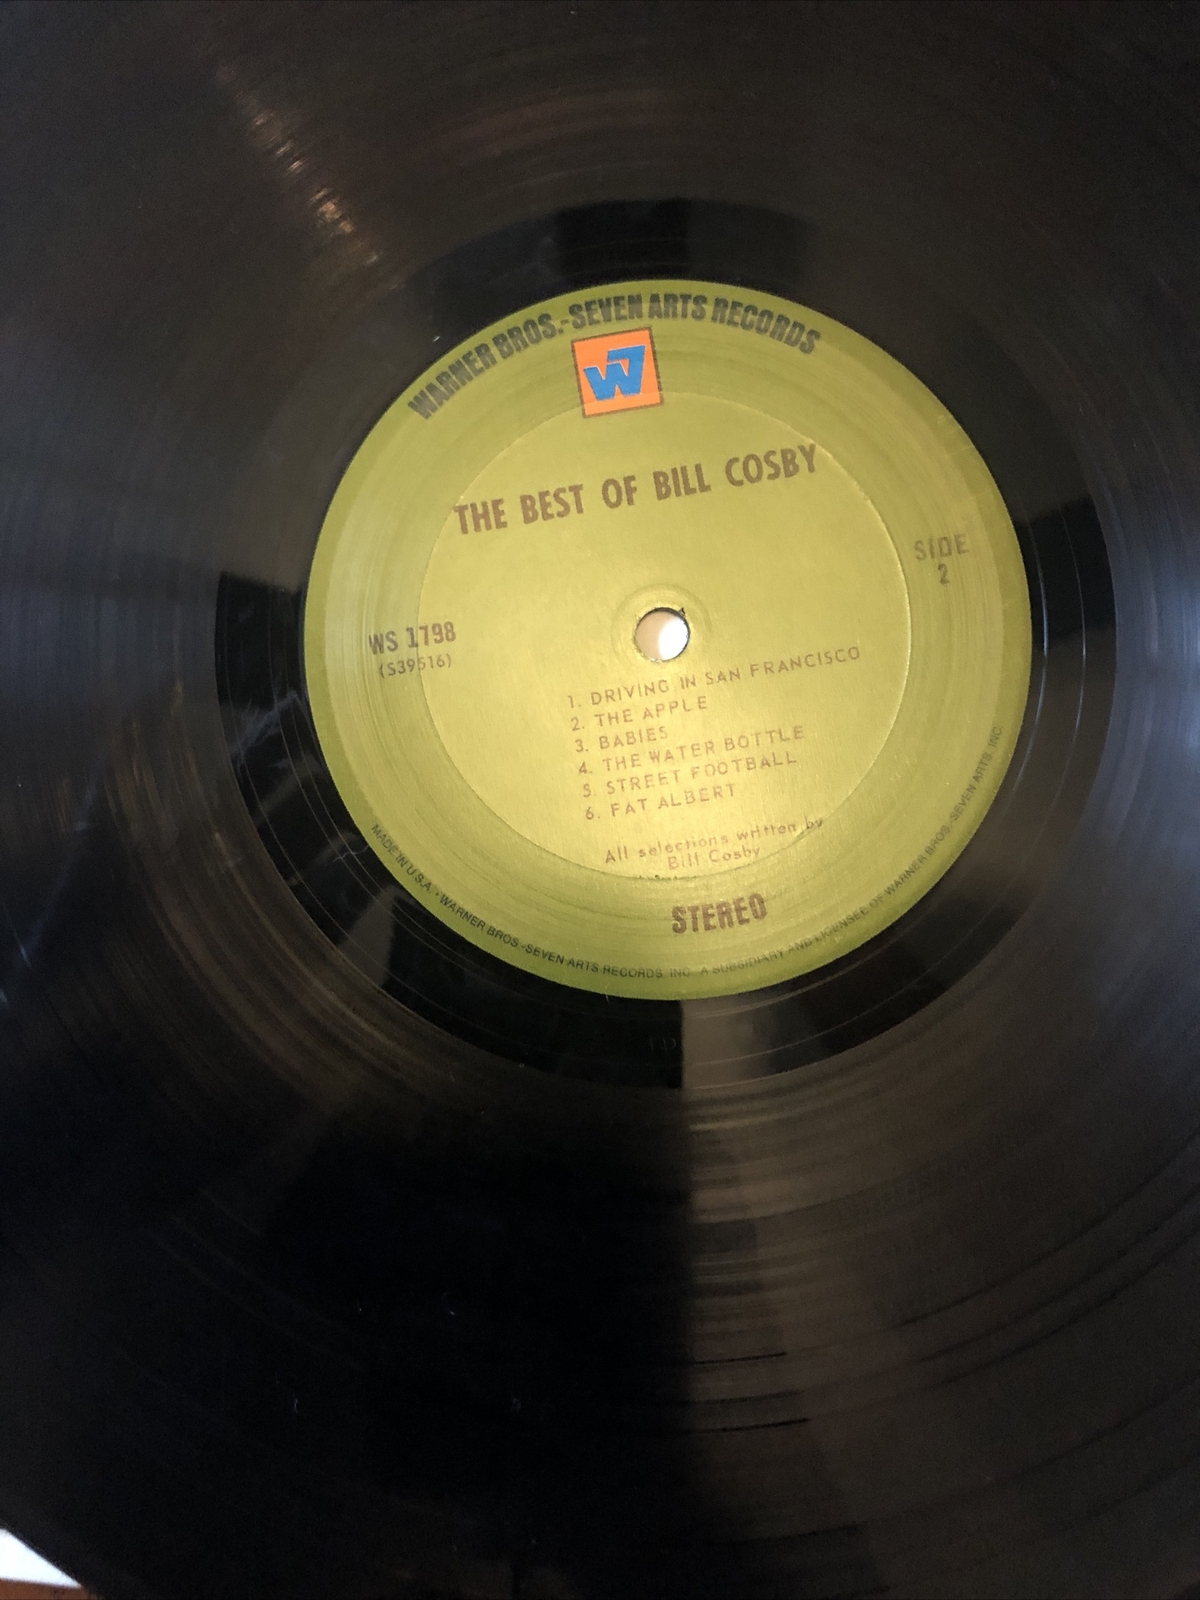 WARNER BROS.-SEVEN ARTS RECORDS
W7
THE BEST OF BILL COSBY
SIDE
2
WS 1798
(S39516)
1. DRIVING IN SAN FRANCISCO
2. THE APPLE
3. BABIES
4. THE WATER BOTTLE
5. STREET FOOTBALL
6. FAT ALBERT
All selections written by
Bill Cosby
STEREO
MADE IN U.S.A. • WARNER BROS.-SEVEN ARTS RECORDS, INC. A SUBSIDIARY AND LICENSEE OF WARNER BROS.-SEVEN ARTS, INC.